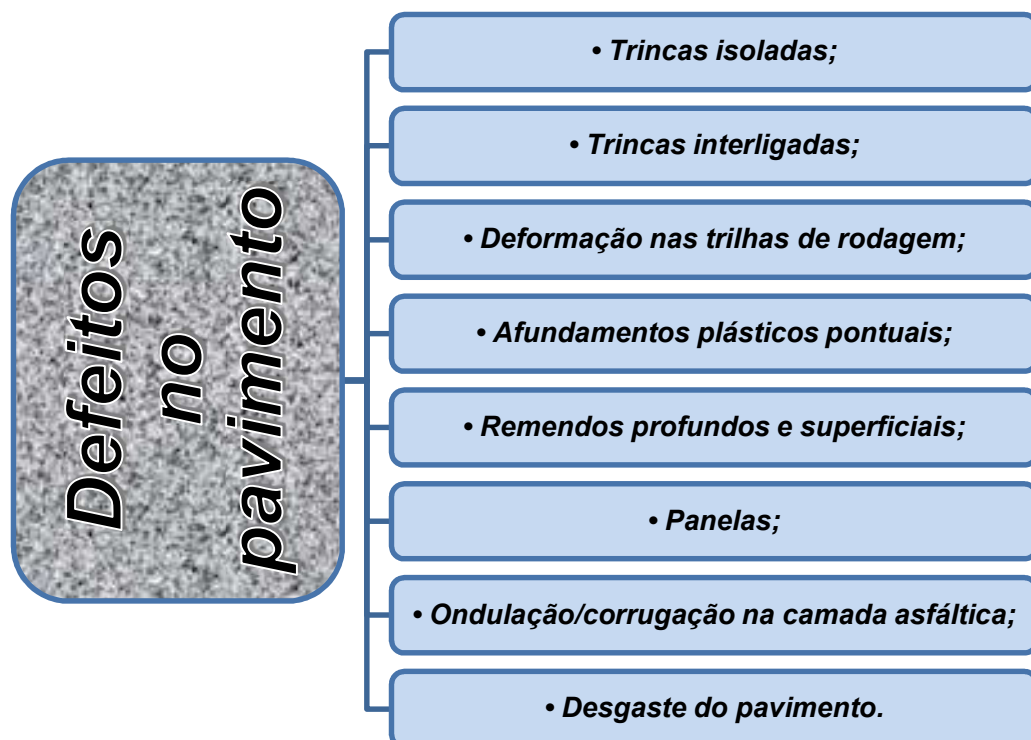 Defeitos
no
pavimento
• Trincas isoladas;
• Trincas interligadas;
• Deformação nas trilhas de rodagem;
• Afundamentos plásticos pontuais;
• Remendos profundos e superficiais;
• Panelas;
• Ondulação/corrugação na camada asfáltica;
• Desgaste do pavimento.